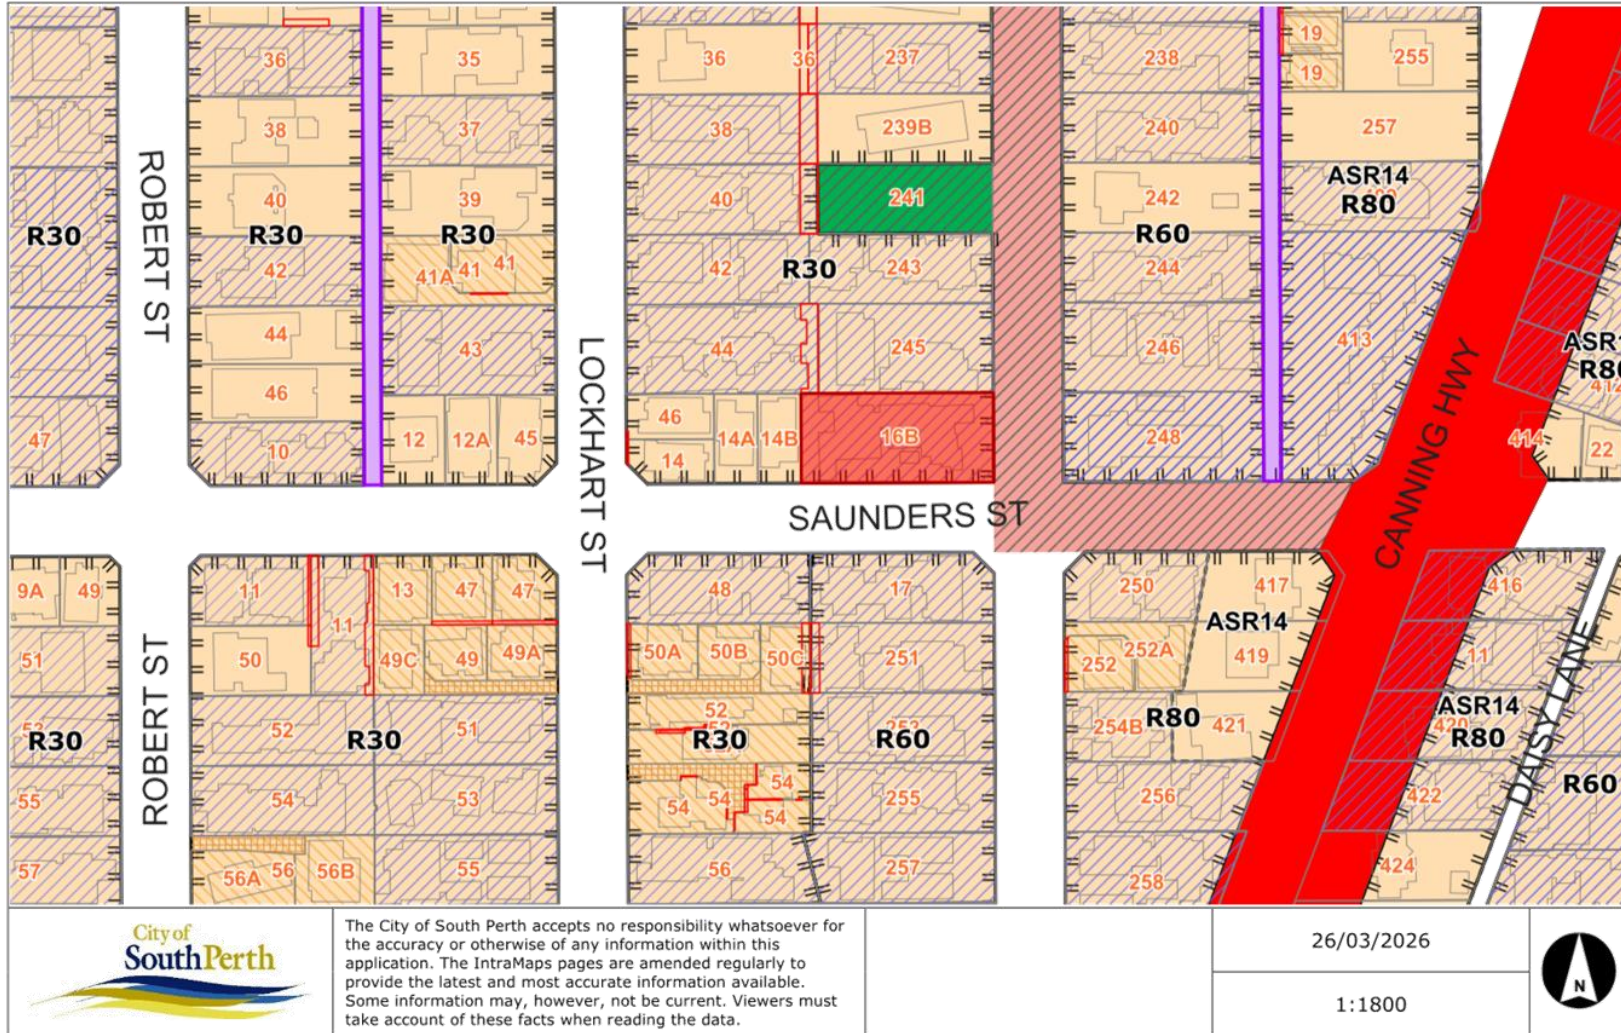 36
35
36
36
237
238
19
19
255
38
37
38
239B
240
257
ROBERT ST
40
39
40
241
242
ASR14
R80
R30
R30
R30
R60
42
41A
41
41
42
R30
243
244
44
43
44
245
246
413
ASR1
R80
412
LOCKHART ST
CANNING HWY
46
47
10
12
12A
45
46
14
14A
14B
16B
248
414
22
SAUNDERS ST
9A
49
11
11
13
47
47
48
17
250
417
416
ASR14
51
50
49C
49
49A
50A
50B
50C
251
252
252A
419
11
ROBERT ST
R30
52
R30
51
52
R30
R60
254B
R80
421
ASR14
420
R80
DAISY LANE
R60
55
54
53
54
54
54
54
255
256
422
57
56A
56
56B
55
56
257
258
424
City of
SouthPerth
The City of South Perth accepts no responsibility whatsoever for
the accuracy or otherwise of any information within this
application. The IntraMaps pages are amended regularly to
provide the latest and most accurate information available.
Some information may, however, not be current. Viewers must
take account of these facts when reading the data.
26/03/2026
1:1800
N